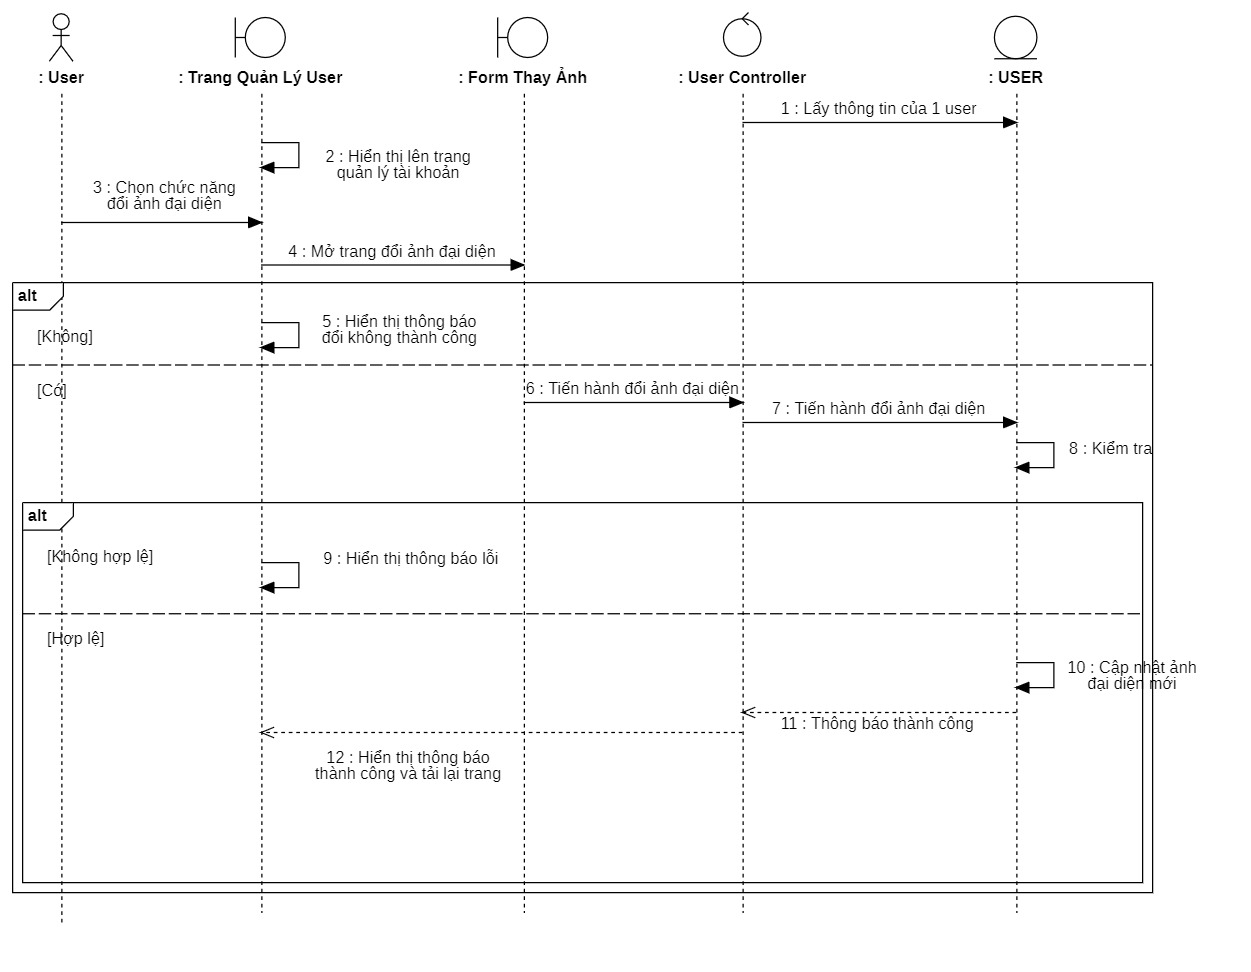 : User
: Trang Quản Lý User
: Form Thay Ảnh
: User Controller
: USER
1 : Lấy thông tin của 1 user
2 : Hiển thị lên trang
quản lý tài khoản
3 : Chọn chức năng
đổi ảnh đại diện
4 : Mở trang đổi ảnh đại diện
alt
[Không]
5 : Hiển thị thông báo
đổi không thành công
[Có]
6 : Tiến hành đổi ảnh đại diện
7 : Tiến hành đổi ảnh đại diện
8 : Kiểm tra
alt
[Không hợp lệ]
9 : Hiển thị thông báo lỗi
[Hợp lệ]
10 : Cập nhật ảnh
đại diện mới
11 : Thông báo thành công
12 : Hiển thị thông báo
thành công và tải lại trang